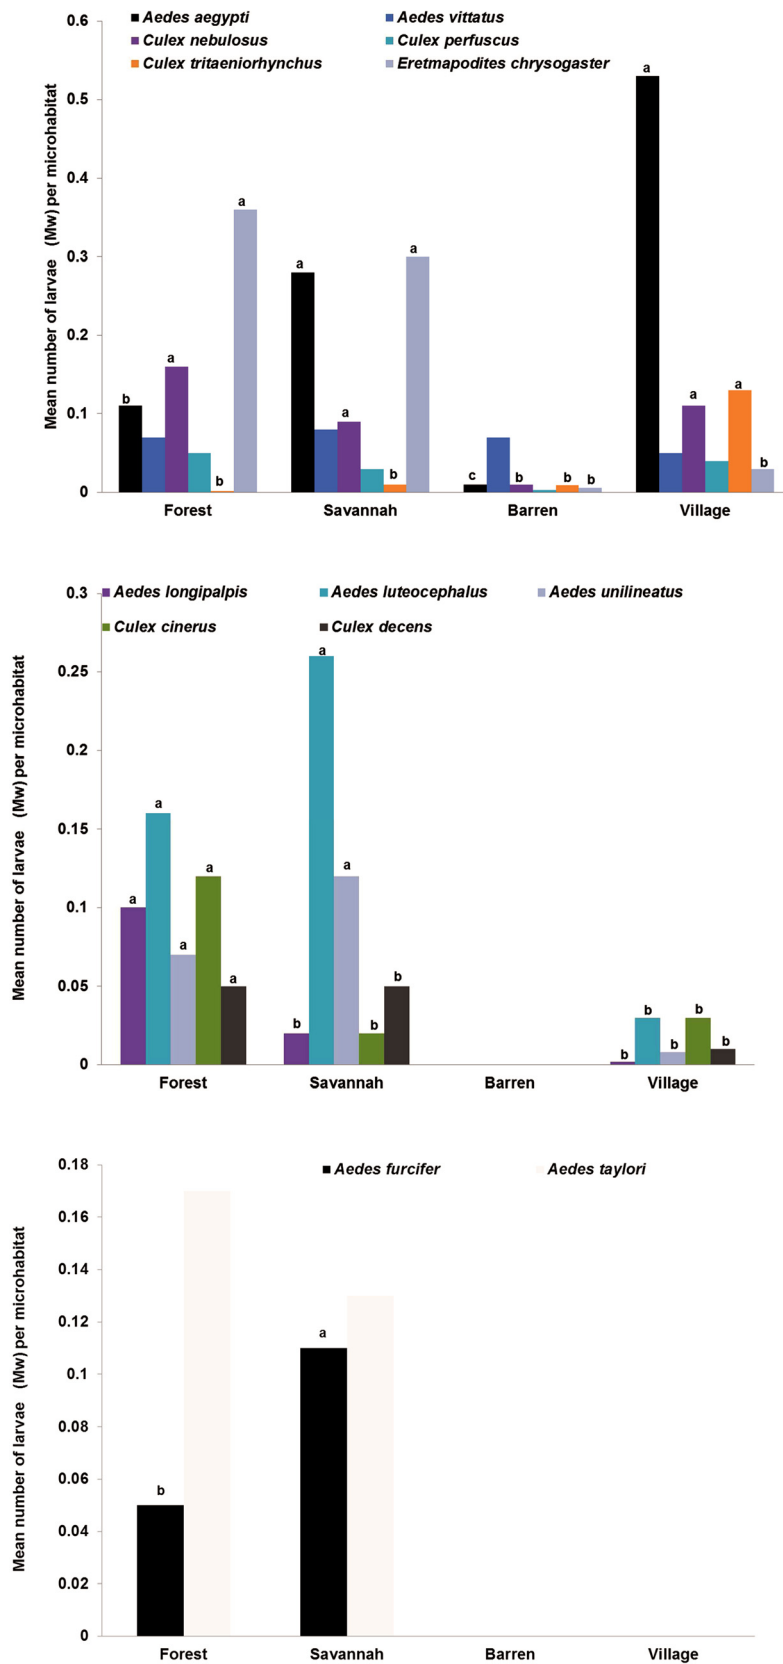 Aedes aegypti Aedes vittatus
Culex nebulosus Culex perfuscus
Culex tritaeniorhynchus Eretmapodites chrysogaster
Mean number of larvae (Mw) per microhabitat
0.6
0.5
0.4
0.3
0.2
0.1
0
b a b a
a a b a
c b b b
a a a b
Forest Savannah Barren Village
Aedes longipalpis Aedes luteocephalus Aedes unilineatus
Culex cinerus Culex decens
Mean number of larvae (Mw) per microhabitat
0.3
0.25
0.2
0.15
0.1
0.05
0
a a a a a
b a a b b
b b b b b
Forest Savannah Barren Village
Aedes furcifer Aedes taylori
Mean number of larvae (Mw) per microhabitat
0.18
0.16
0.14
0.12
0.1
0.08
0.06
0.04
0.02
0
b a
Forest Savannah Barren Village